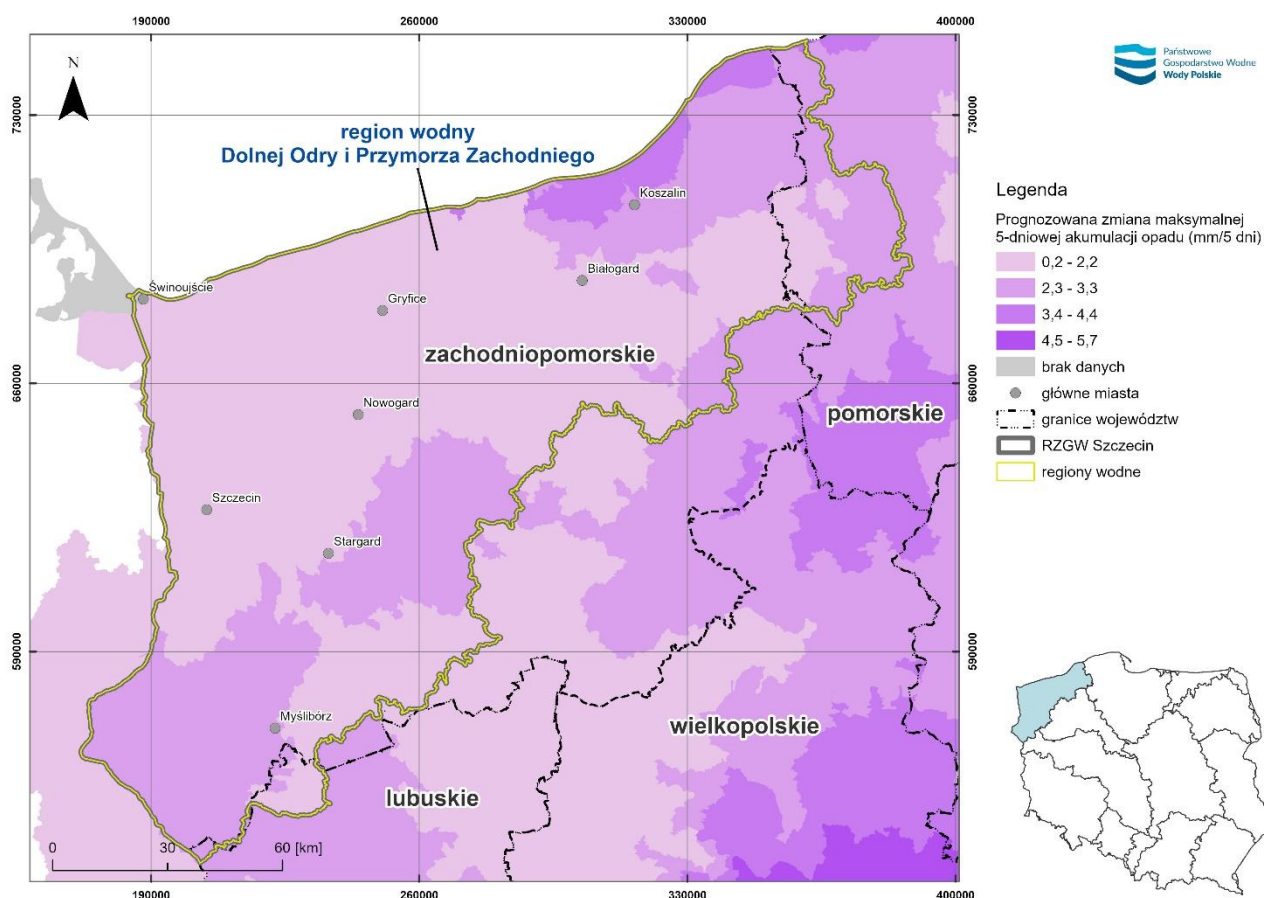 190000
260000
330000
400000
N
730000
730000
region wodny
Dolnej Odry i Przymorza Zachodniego
Koszalin
Białogard
Świnoujście
Gryfice
zachodniopomorskie
660000
660000
Nowogard
pomorskie
Szczecin
Stargard
590000
590000
Myślibórz
wielkopolskie
lubuskie
0
30
60 [km]
190000
260000
330000
400000
Państwowe
Gospodarstwo Wodne
Wody Polskie
Legenda
Prognozowana zmiana maksymalnej
5-dniowej akumulacji opadu (mm/5 dni)
0,2 - 2,2
2,3 - 3,3
3,4 - 4,4
4,5 - 5,7
brak danych
główne miasta
granice województw
RZGW Szczecin
regiony wodne